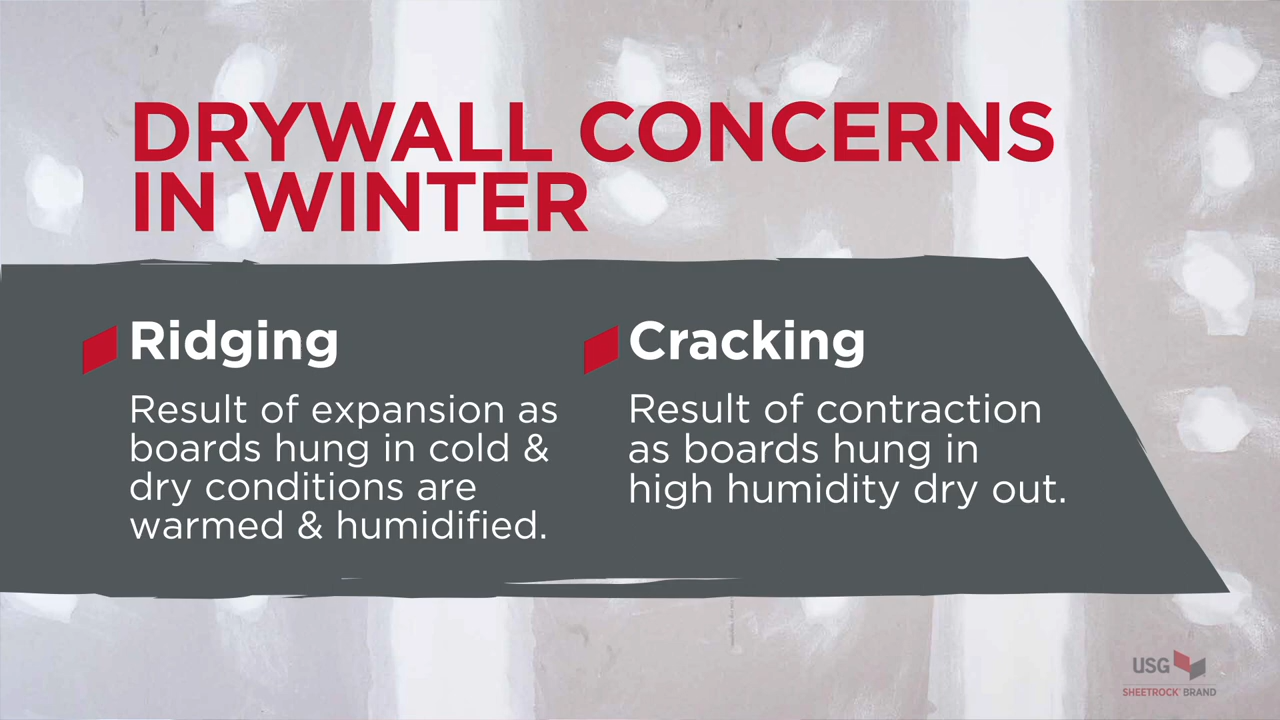 DRYWALL CONCERNS
IN WINTER
Ridging
Result of expansion as
boards hung in cold &
dry conditions are
warmed & humidified.
Cracking
Result of contraction
as boards hung in
high humidity dry out.
USG
SHEETROCK® BRAND